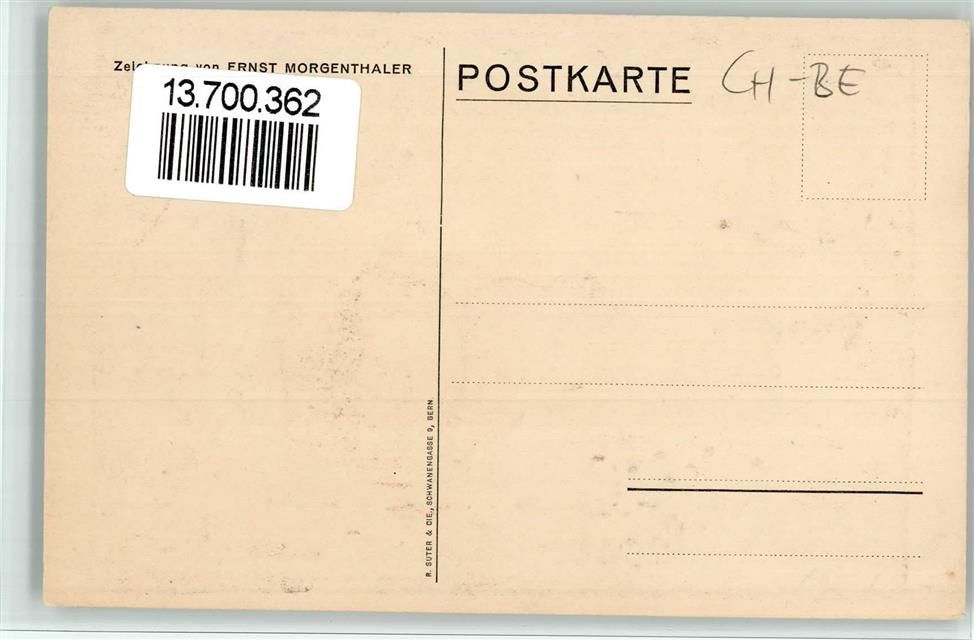 Zeichnung von ERNST MORGENTHALER
13.700.362
POSTKARTE
CH-BE
R. SUTER & CIE., SCHWANENGASSE 9, BERN.